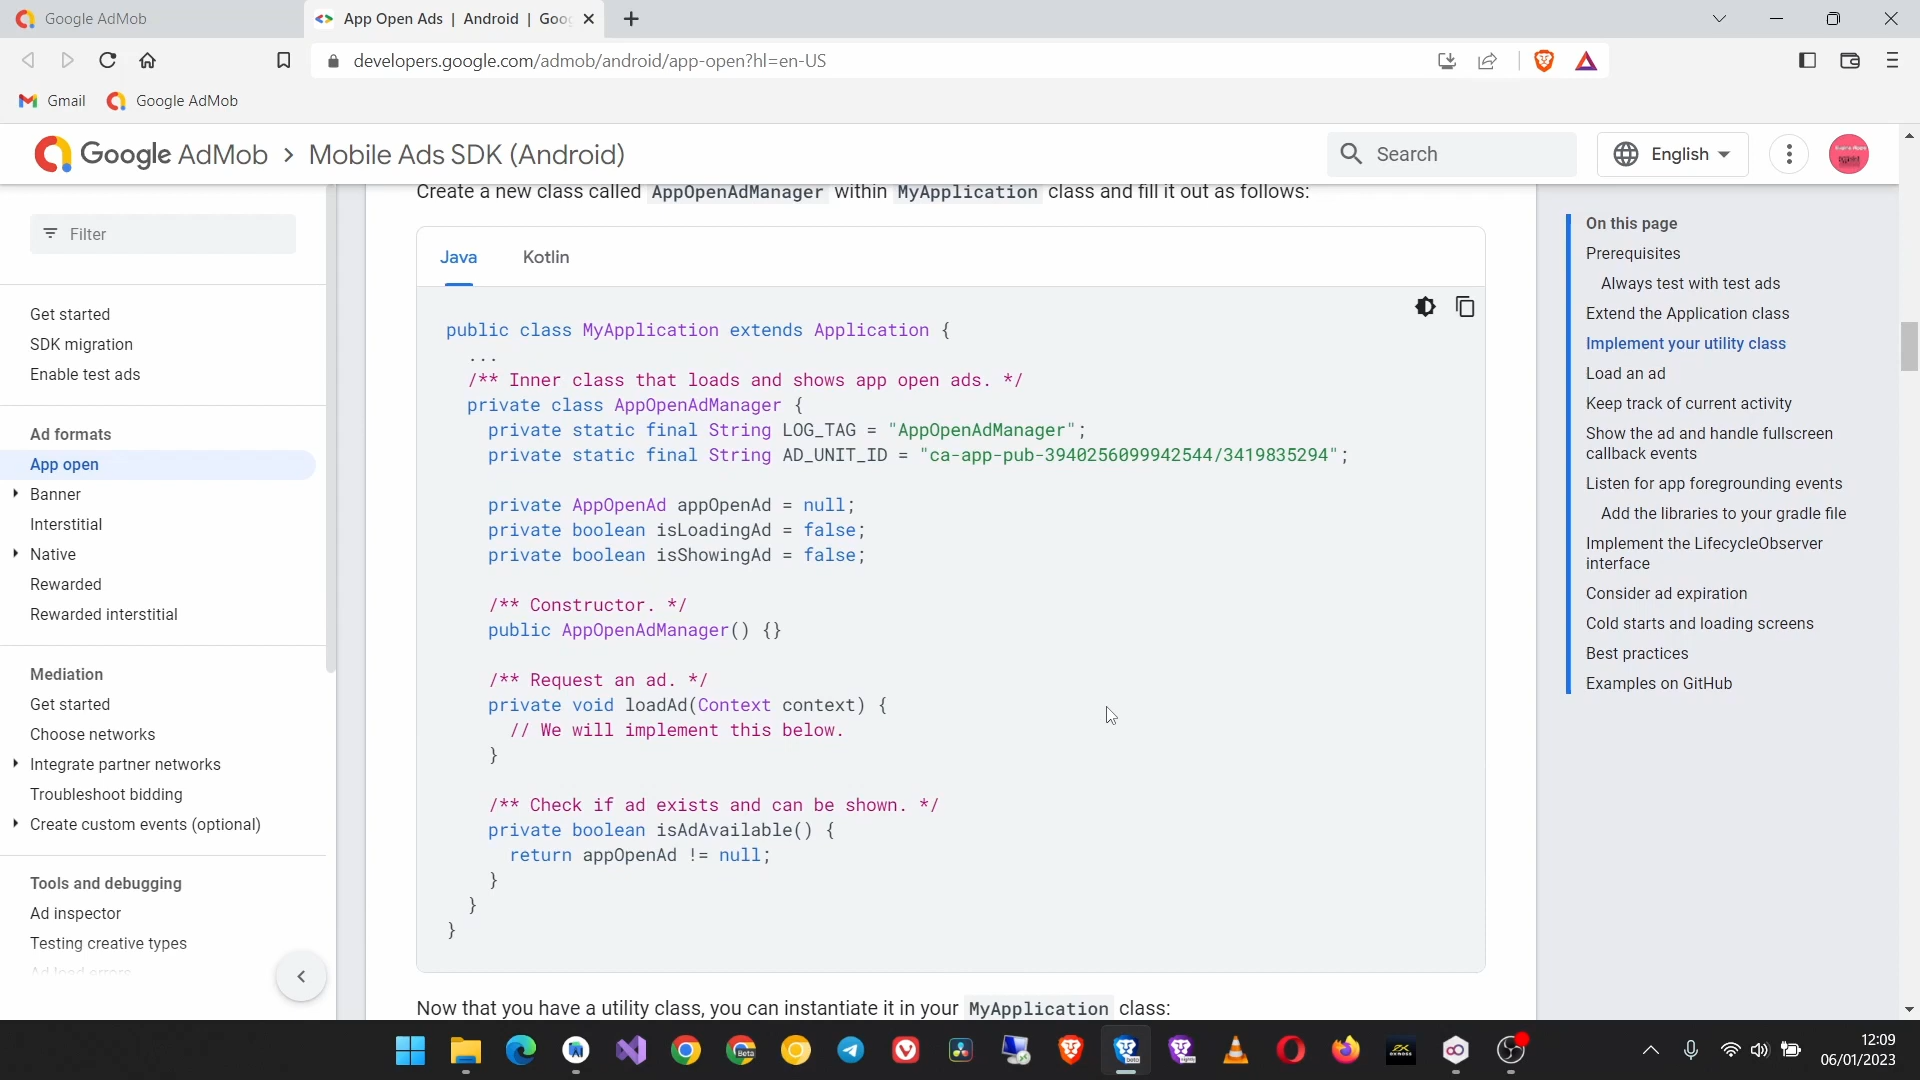 Google AdMob
App Open Ads | Android | Goog
developers.google.com/admob/android/app-open?hl=en-US
Gmail
Google AdMob
Google AdMob
Mobile Ads SDK (Android)
Search
English
Filter
Get started
SDK migration
Enable test ads
Ad formats
App open
Banner
Interstitial
Native
Rewarded
Rewarded interstitial
Mediation
Get started
Choose networks
Integrate partner networks
Troubleshoot bidding
Create custom events (optional)
Tools and debugging
Ad inspector
Testing creative types
Ad load errors
Create a new class called AppOpenAdManager within MyApplication class and fill it out as follows:
Java
Kotlin
public class MyApplication extends Application {
...
/** Inner class that loads and shows app open ads. */
private class AppOpenAdManager {
private static final String LOG_TAG = "AppOpenAdManager";
private static final String AD_UNIT_ID = "ca-app-pub-3940256099942544/3419835294";
private AppOpenAd appOpenAd = null;
private boolean isLoadingAd = false;
private boolean isShowingAd = false;
/** Constructor. */
public AppOpenAdManager() {}
/** Request an ad. */
private void loadAd(Context context) {
// We will implement this below.
}
/** Check if ad exists and can be shown. */
private boolean isAdAvailable() {
return appOpenAd != null;
}
}
}
Now that you have a utility class, you can instantiate it in your MyApplication class:
On this page
Prerequisites
Always test with test ads
Extend the Application class
Implement your utility class
Load an ad
Keep track of current activity
Show the ad and handle fullscreen
callback events
Listen for app foregrounding events
Add the libraries to your gradle file
Implement the LifecycleObserver
interface
Consider ad expiration
Cold starts and loading screens
Best practices
Examples on GitHub
12:09
06/01/2023